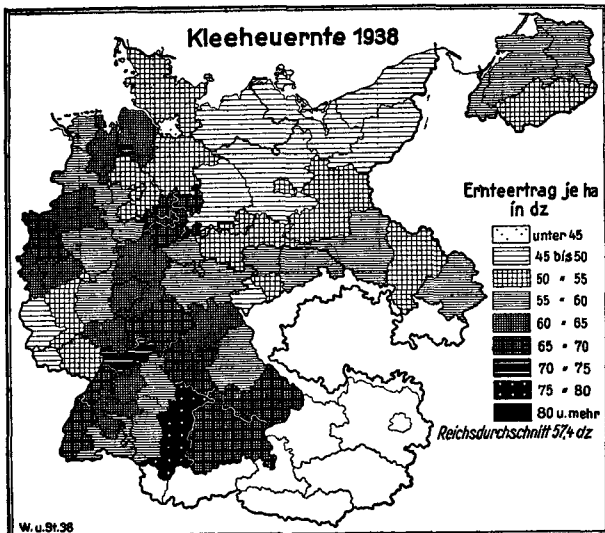 Kleeheuernte 1938
Ernteertrag je ha
in dz
unter 45
45 bis 50
50 " 55
55 " 60
60 " 65
65 " 70
70 " 75
75 " 80
80 u. mehr
Reichsdurchschnitt 57,4 dz
W.u.St.38